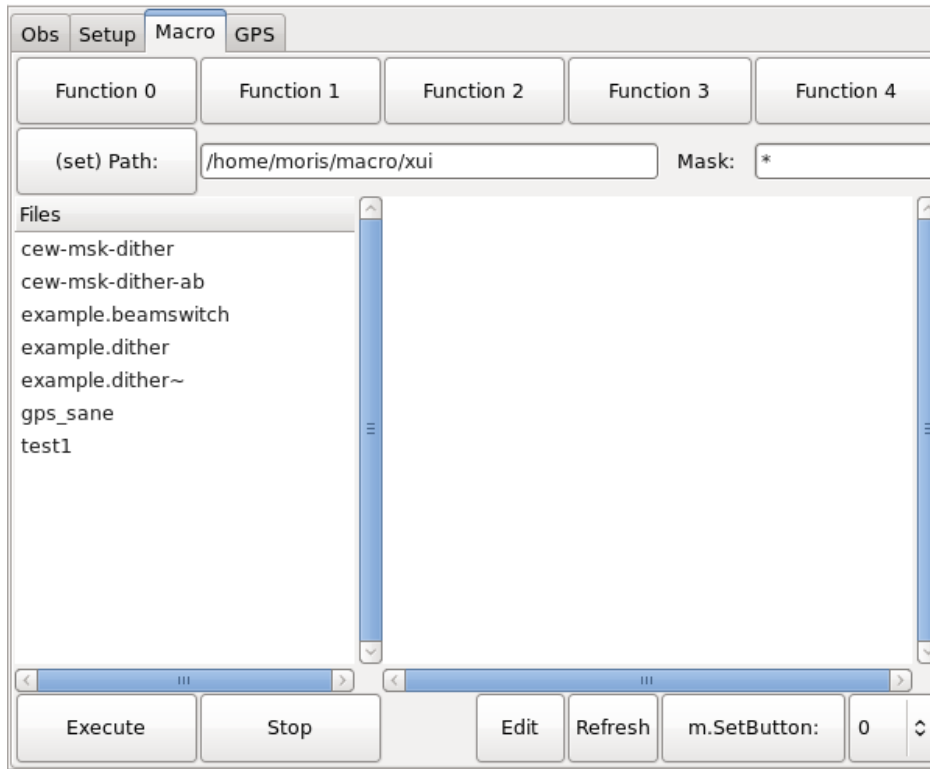 Obs Setup Macro GPS
Function 0 Function 1 Function 2 Function 3 Function 4
(set) Path: /home/moris/macro/xui Mask: *
Files
cew-msk-dither
cew-msk-dither-ab
example.beamswitch
example.dither
example.dither~
gps_sane
test1
Execute Stop Edit Refresh m.SetButton: 0